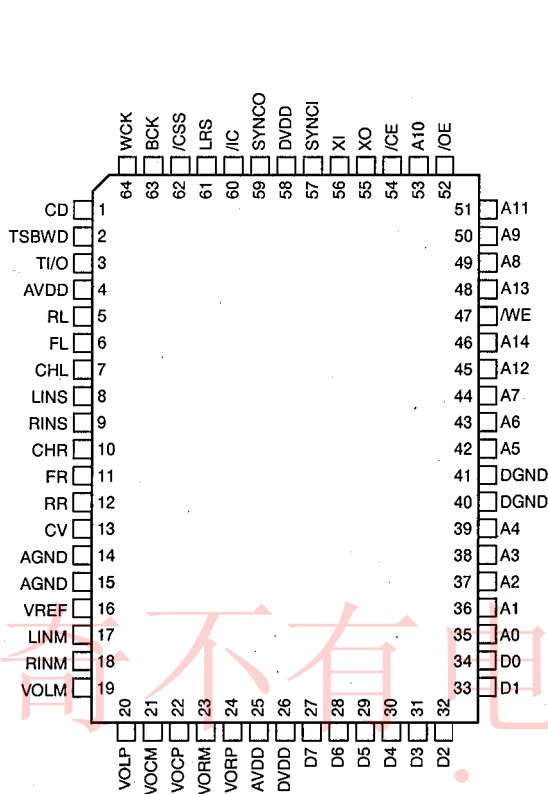 WCK BCK /CSS LRS /IC SYNCO DVDD SYNCI XI XO /CE A10 /OE
64 63 62 61 60 59 58 57 56 55 54 53 52
CD 1 51 A11
TSBWD 2 50 A9
TI/O 3 49 A8
AVDD 4 48 A13
RL 5 47 /WE
FL 6 46 A14
CHL 7 45 A12
LINS 8 44 A7
RINS 9 43 A6
CHR 10 42 A5
FR 11 41 DGND
RR 12 40 DGND
CV 13 39 A4
AGND 14 38 A3
AGND 15 37 A2
VREF 16 36 A1
LINM 17 35 A0
RINM 18 34 D0
VOLM 19 33 D1
20 21 22 23 24 25 26 27 28 29 30 31 32
VOLP VOCM VOCP VORM VORP AVDD DVDD D7 D6 D5 D4 D3 D2
奇不有电